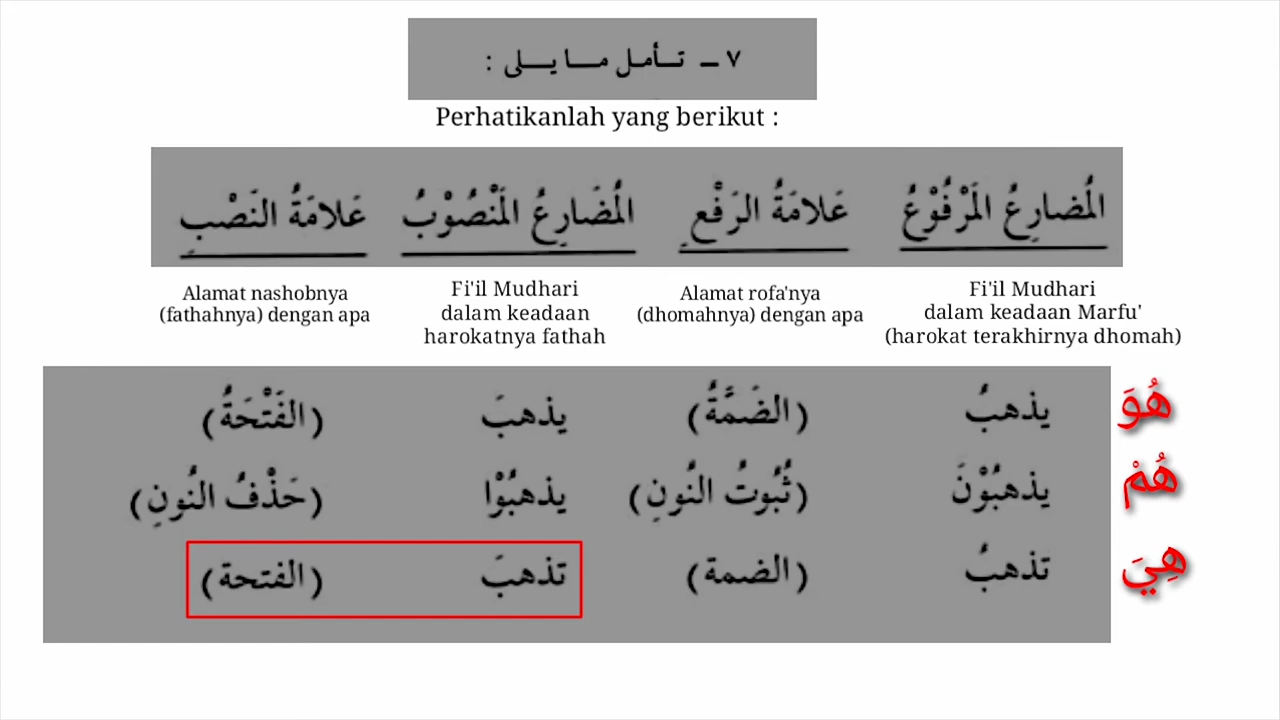 ٧ – تأمل ما يلى :
Perhatikanlah yang berikut :
المُضارِعُ المَرْفُوْعُ عَلامَةُ الرَفْعِ المُضَارِعُ المَنْصُوْبُ عَلامَةُ النَصْبِ
Fi'il Mudhari
dalam keadaan Marfu'
(harokat terakhirnya dhomah)
Alamat rofa'nya
(dhomahnya) dengan apa
Fi'il Mudhari
dalam keadaan
harokatnya fathah
Alamat nashobnya
(fathahnya) dengan apa
هُوَ يذهبُ (الضَمَّةُ) يذهبَ (الفَتْحَةُ)
هُمْ يذهبُوْنَ (ثُبُوتُ النُونِ) يذهبُوْا (حَذْفُ النُونِ)
هِيَ تذهبُ (الضمة) تذهبَ (الفتحة)